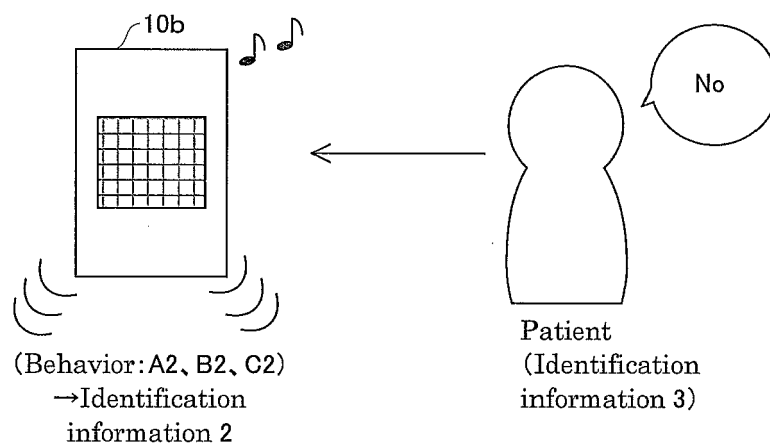 10b
No
(Behavior:A2、B2、C2)
→Identification
information 2
Patient
(Identification
information 3)